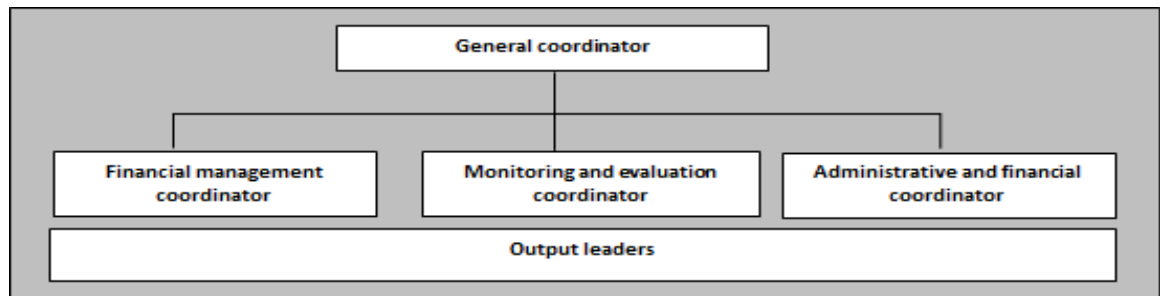 General coordinator
Financial management
coordinator
Monitoring and evaluation
coordinator
Administrative and financial
coordinator
Output leaders